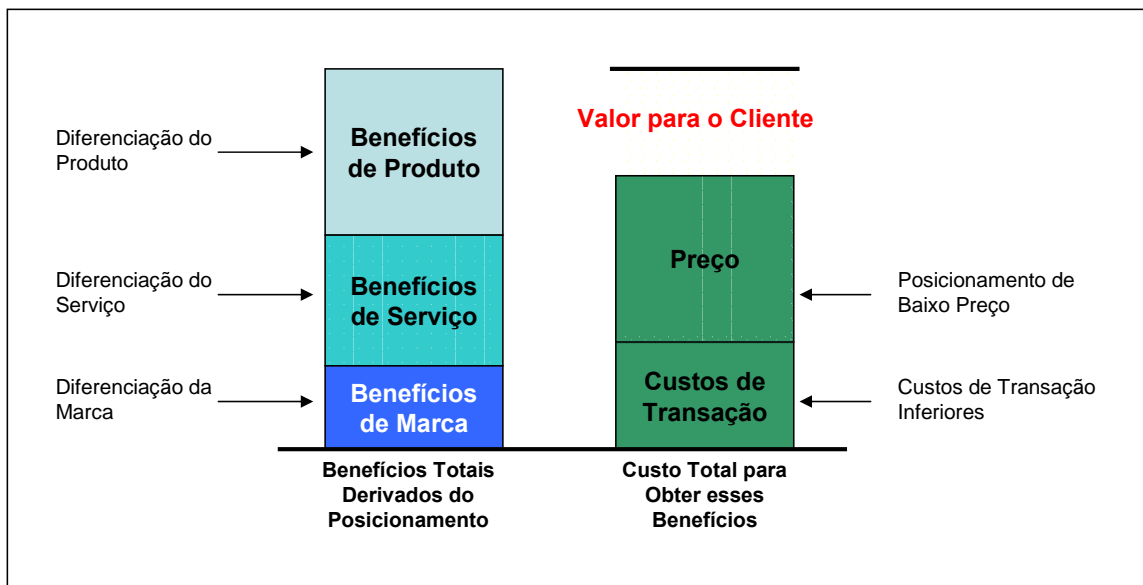 Diferenciação do
Produto
Diferenciação do
Serviço
Diferenciação da
Marca
Benefícios
de Produto
Benefícios
de Serviço
Benefícios
de Marca
Benefícios Totais
Derivados do
Posicionamento
Valor para o Cliente
Preço
Custos de
Transação
Custo Total para
Obter esses
Benefícios
Posicionamento de
Baixo Preço
Custos de Transação
Inferiores